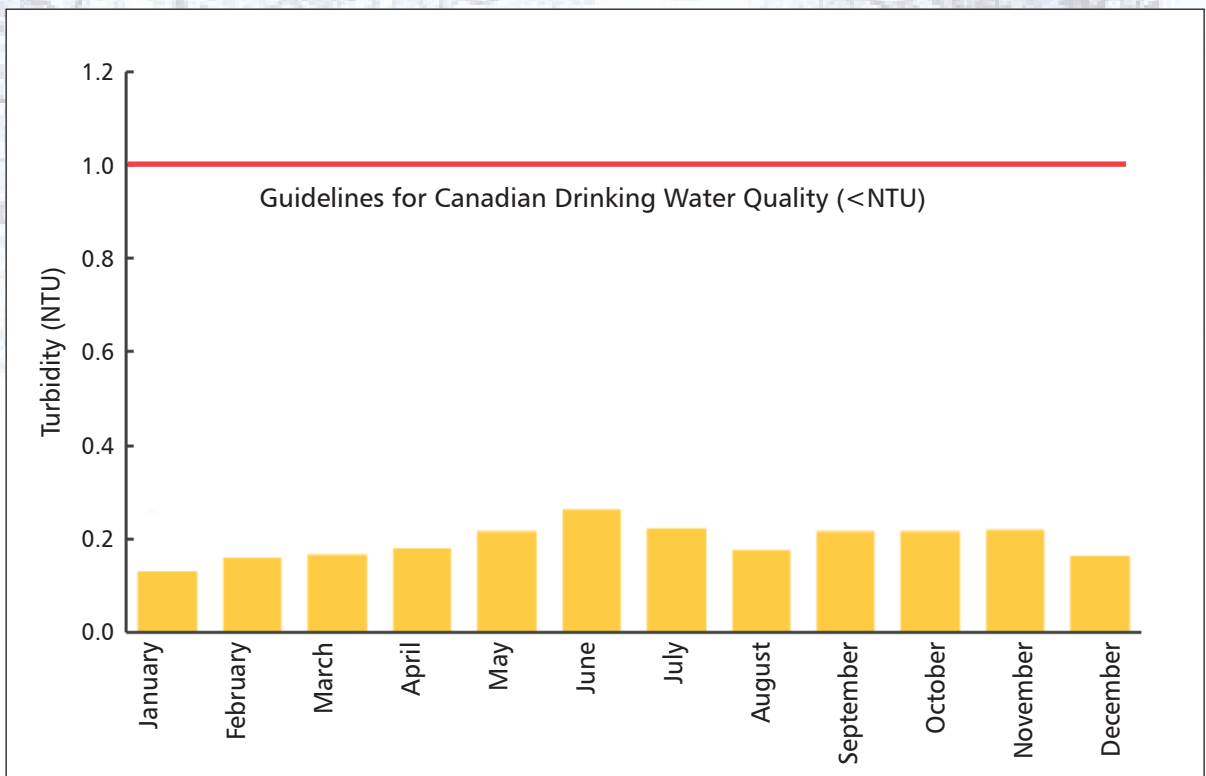 1.2
1.0
Guidelines for Canadian Drinking Water Quality (<NTU)
0.8
0.6
0.4
0.2
0.0
Turbidity (NTU)
January
February
March
April
May
June
July
August
September
October
November
December